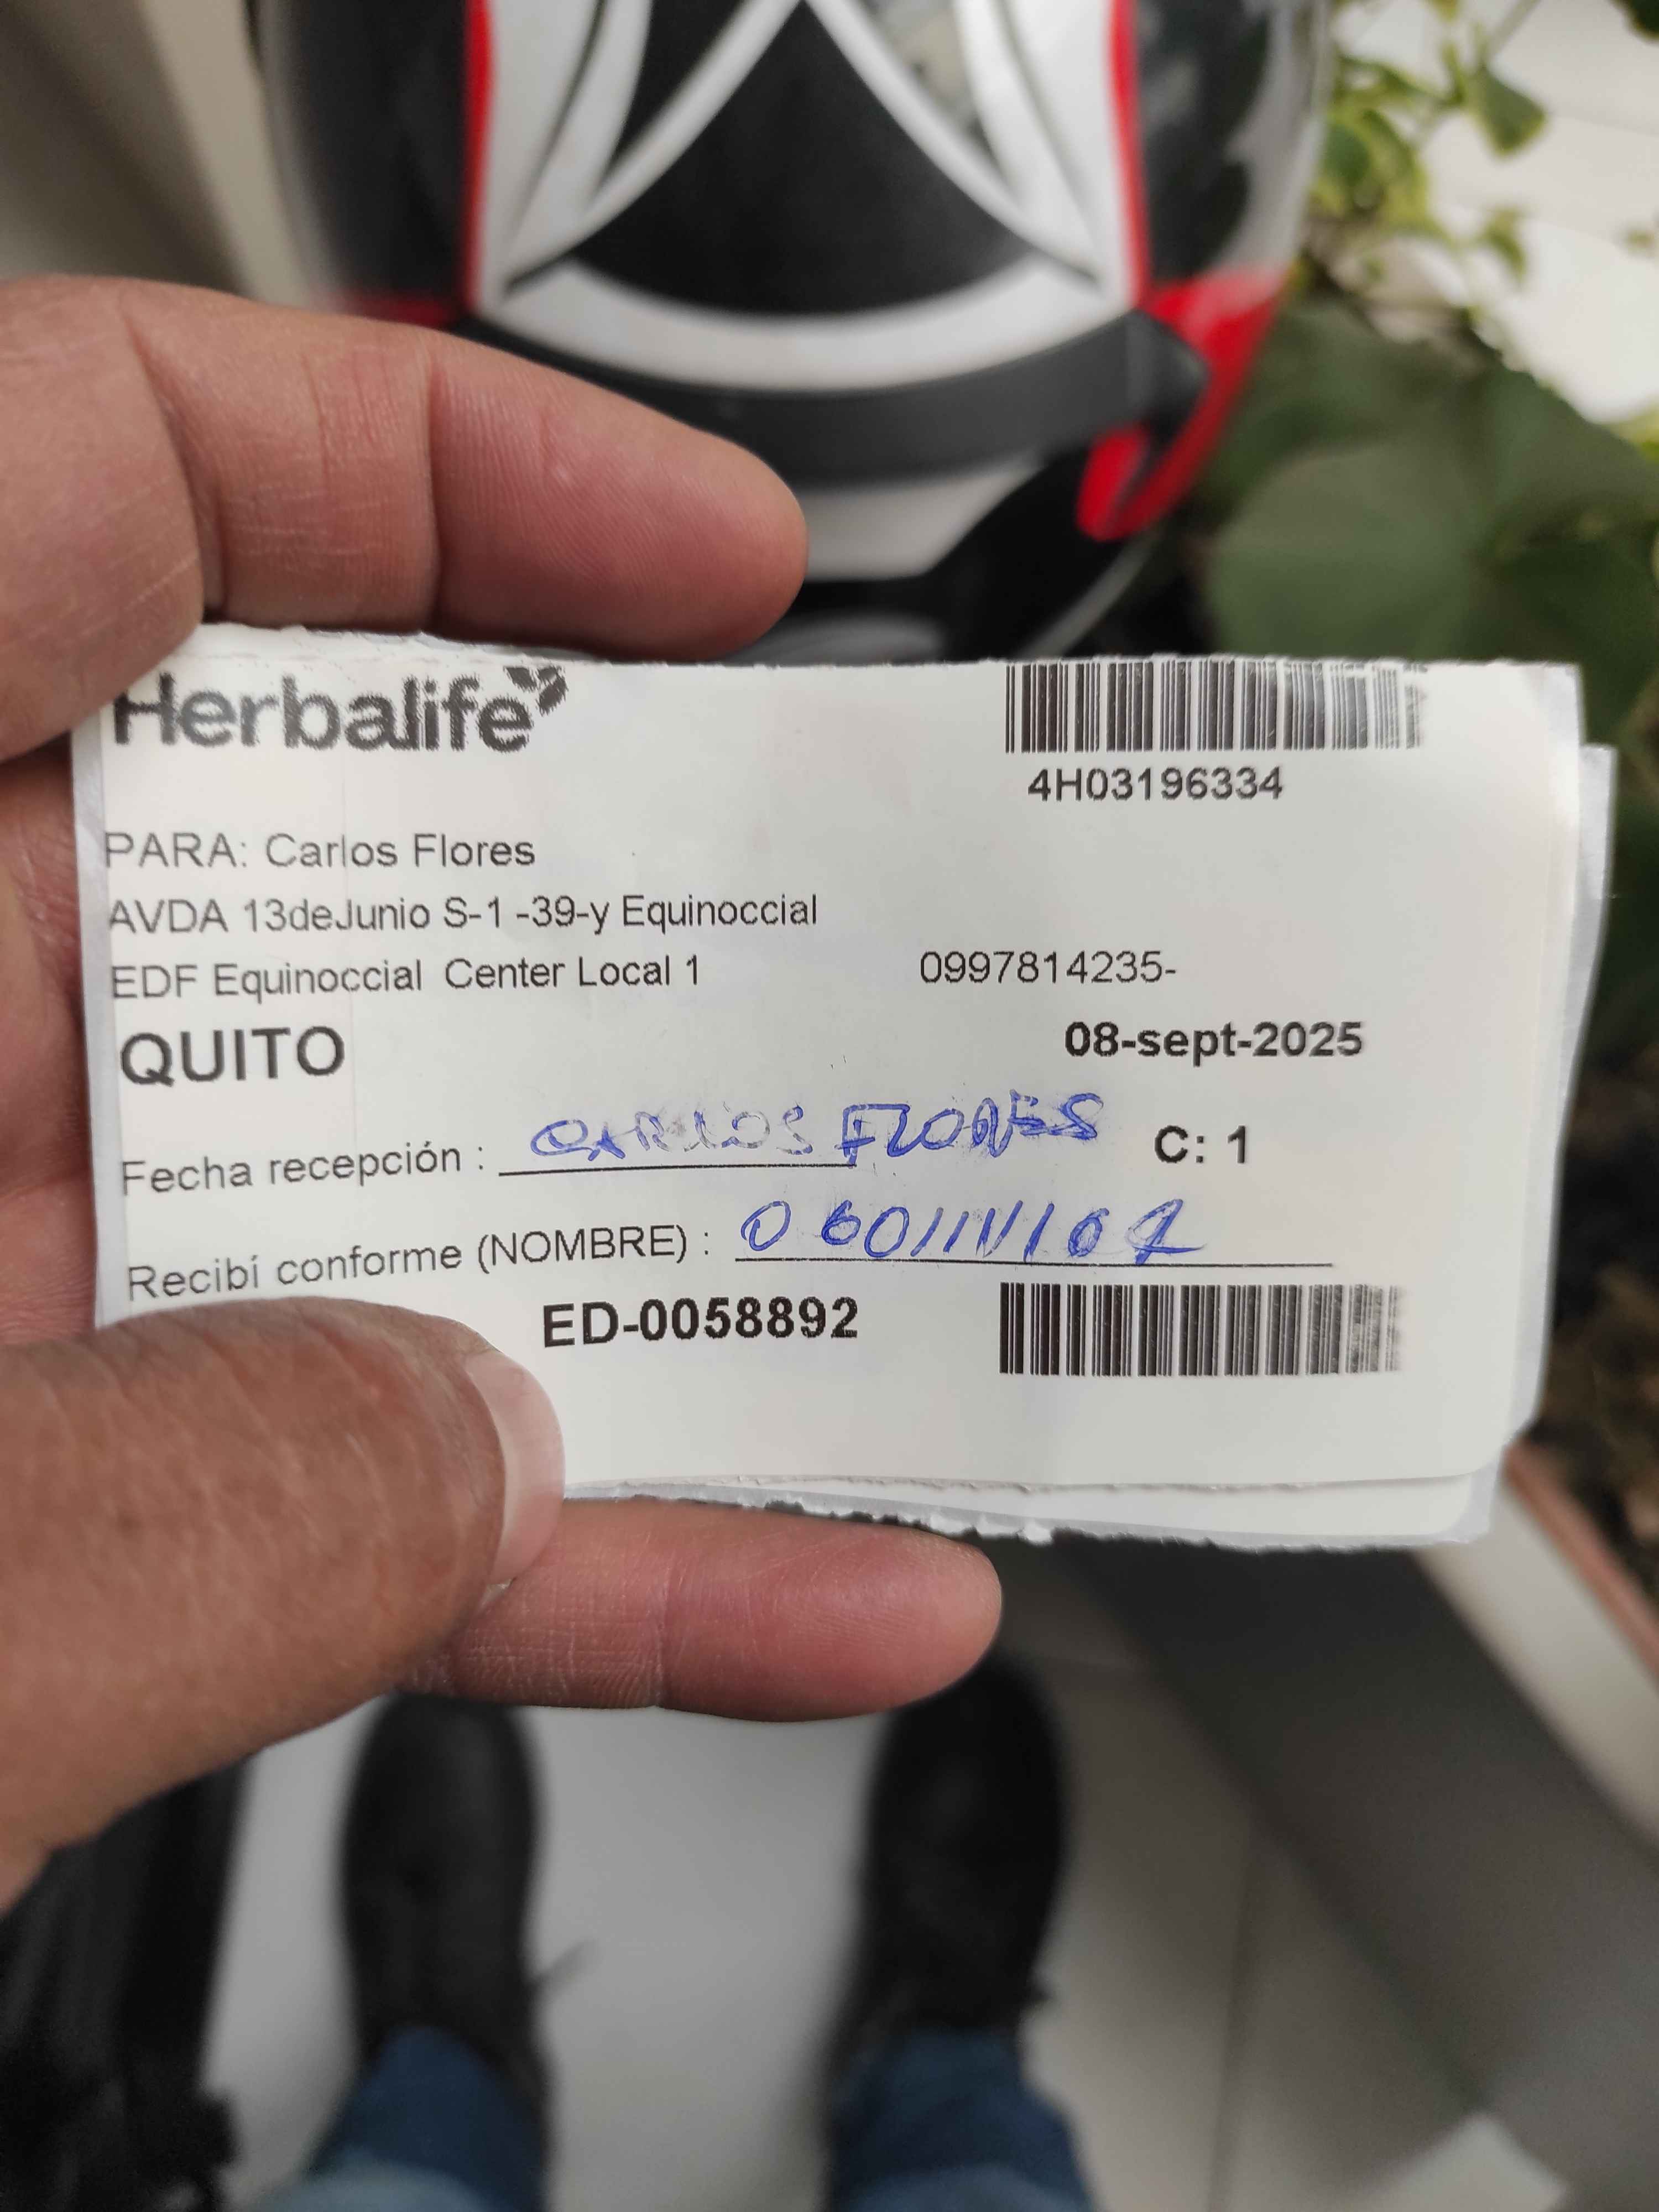 Herbalife
4H03196334
PARA: Carlos Flores
AVDA 13deJunio S-1 -39-y Equinoccial
EDF Equinoccial Center Local 1 0997814235-
QUITO 08-sept-2025
Fecha recepción : CARLOS FLORES C: 1
Recibí conforme (NOMBRE) :
ED-0058892